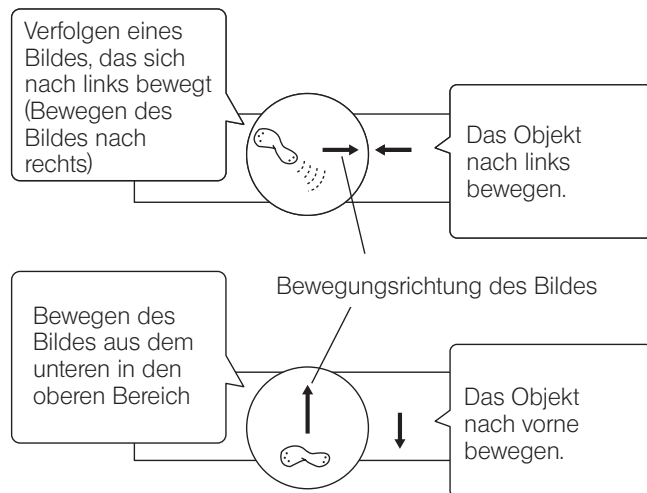 Verfolgen eines
Bildes, das sich
nach links bewegt
(Bewegen des
Bildes nach
rechts)
Das Objekt
nach links
bewegen.
Bewegungsrichtung des Bildes
Bewegen des
Bildes aus dem
unteren in den
oberen Bereich
Das Objekt
nach vorne
bewegen.